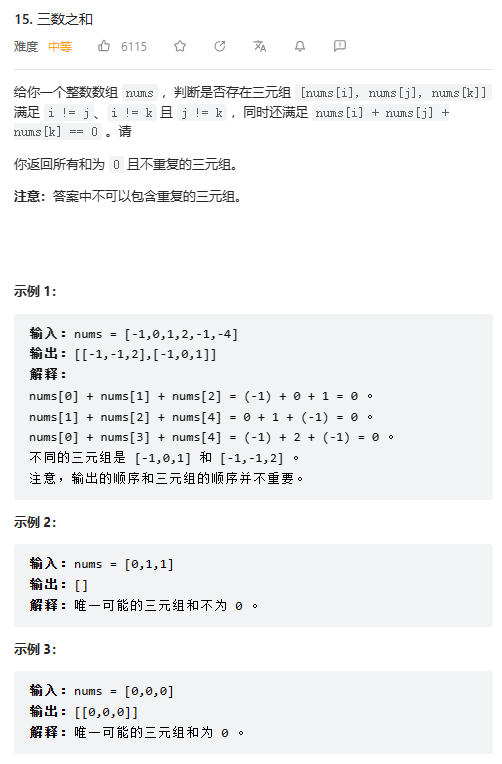 15. 三数之和
难度 中等 6115
给你一个整数数组 nums ，判断是否存在三元组 [nums[i], nums[j], nums[k]]
满足 i != j 、 i != k 且 j != k ，同时还满足 nums[i] + nums[j] +
nums[k] == 0 。请
你返回所有和为 0 且不重复的三元组。
注意：答案中不可以包含重复的三元组。
示例 1：
输入：nums = [-1,0,1,2,-1,-4]
输出：[[-1,-1,2],[-1,0,1]]
解释：
nums[0] + nums[1] + nums[2] = (-1) + 0 + 1 = 0 。
nums[1] + nums[2] + nums[4] = 0 + 1 + (-1) = 0 。
nums[0] + nums[3] + nums[4] = (-1) + 2 + (-1) = 0 。
不同的三元组是 [-1,0,1] 和 [-1,-1,2] 。
注意，输出的顺序和三元组的顺序并不重要。
示例 2：
输入：nums = [0,1,1]
输出：[]
解释：唯一可能的三元组和不为 0 。
示例 3：
输入：nums = [0,0,0]
输出：[[0,0,0]]
解释：唯一可能的三元组和为 0 。